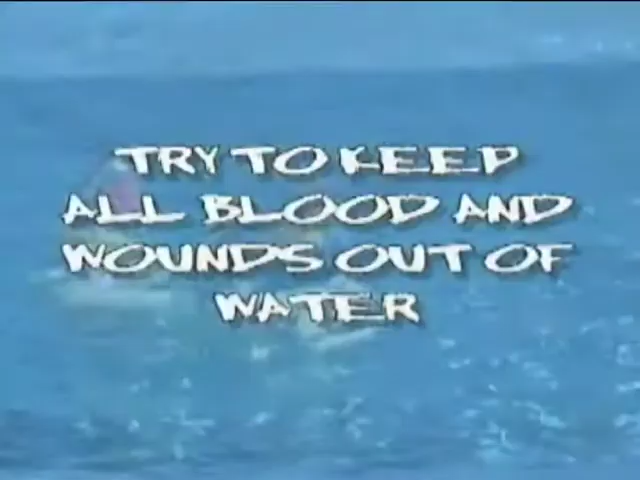 TRY TO KEEP
ALL BLOOD AND
WOUNDS OUT OF
WATER